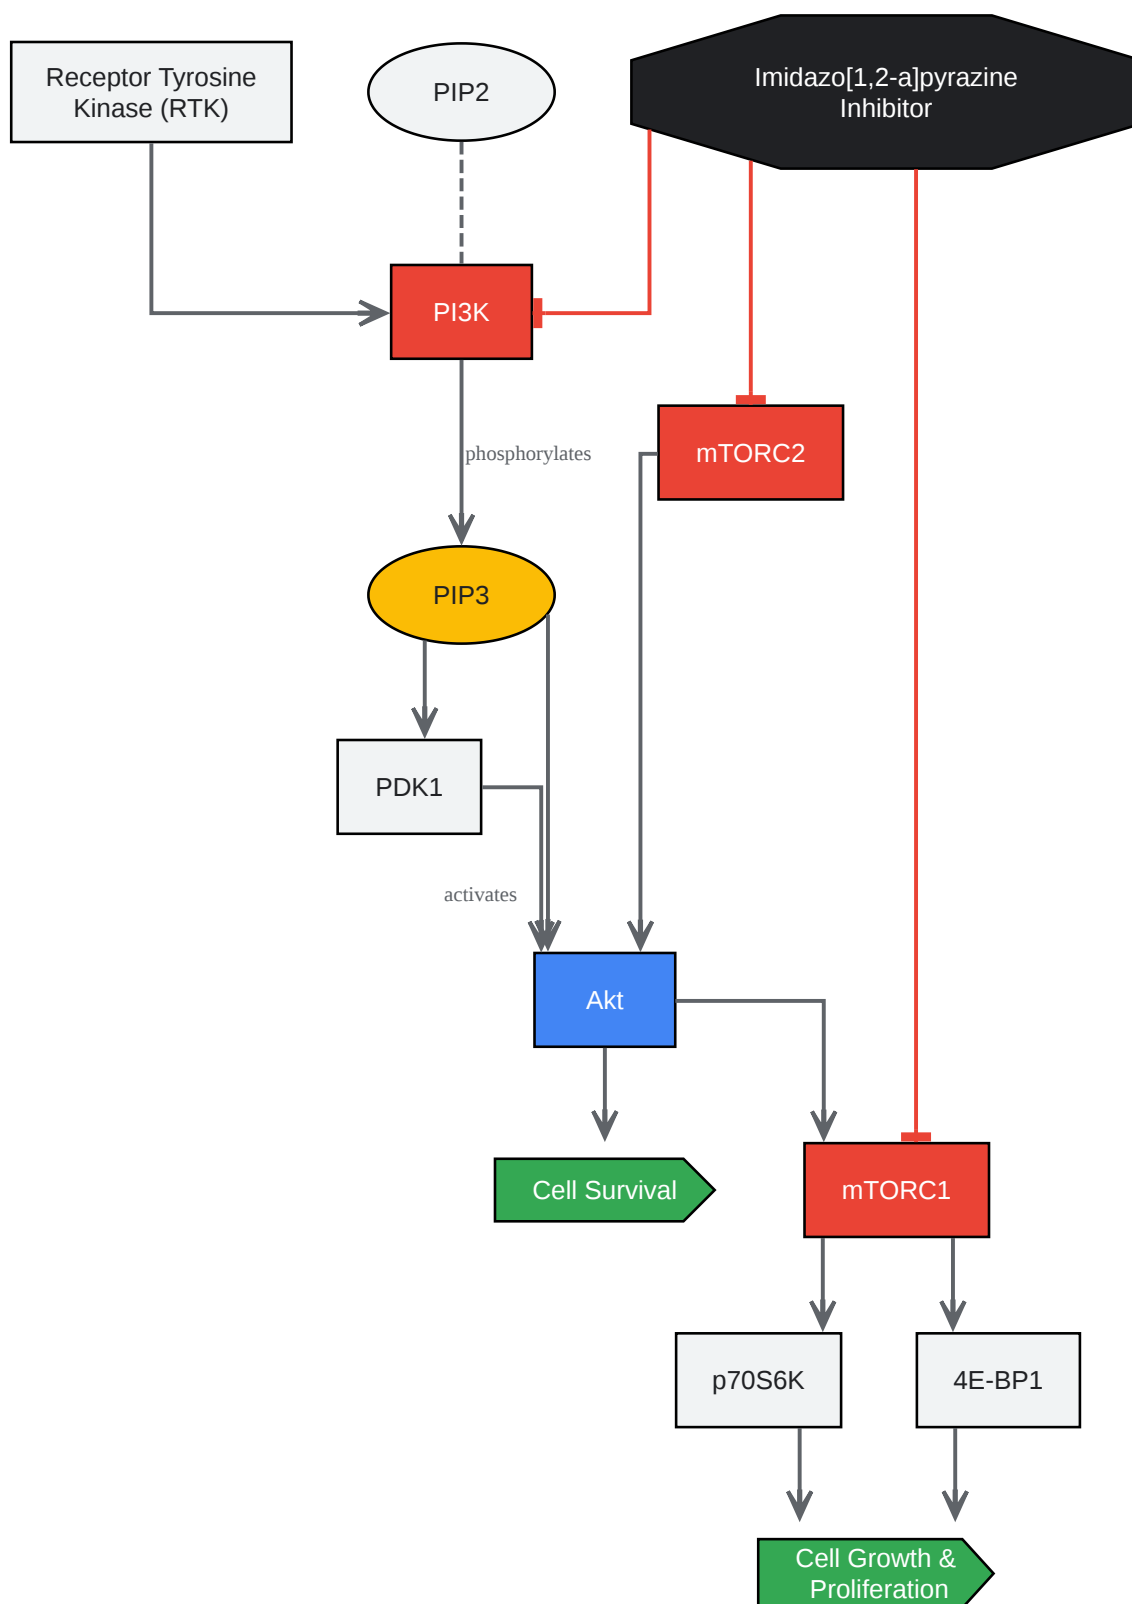 Receptor Tyrosine
Kinase (RTK)
PIP2
Imidazo[1,2-a]pyrazine
Inhibitor
PI3K
phosphorylates
mTORC2
PIP3
PDK1
activates
Akt
Cell Survival
mTORC1
p70S6K
4E-BP1
Cell Growth &
Proliferation